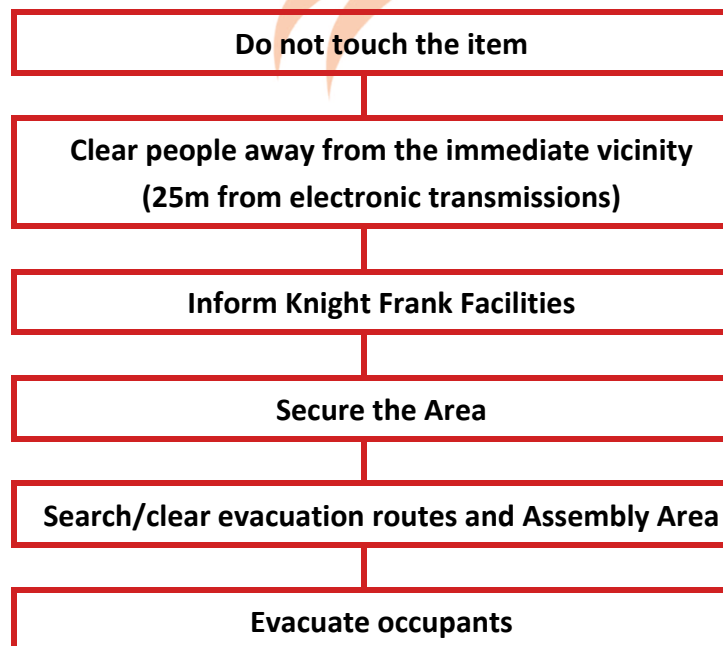 Do not touch the item
Clear people away from the immediate vicinity
(25m from electronic transmissions)
Inform Knight Frank Facilities
Secure the Area
Search/clear evacuation routes and Assembly Area
Evacuate occupants